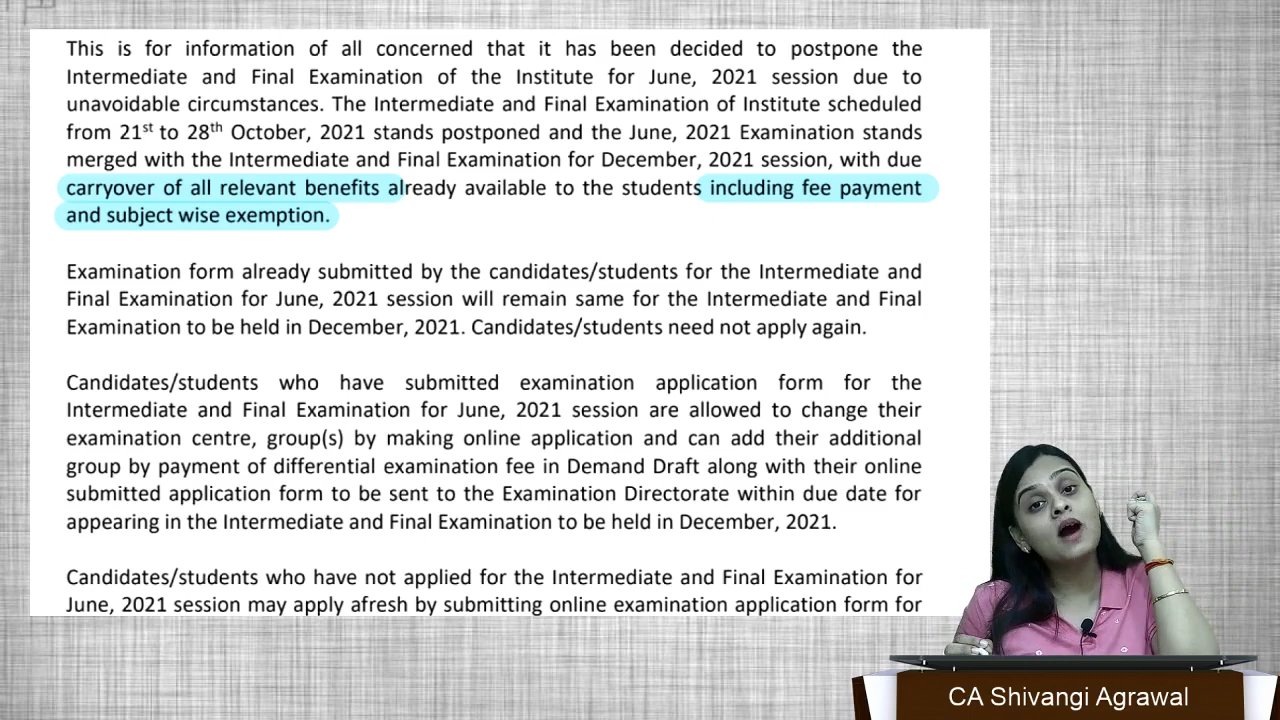 This is for information of all concerned that it has been decided to postpone the
Intermediate and Final Examination of the Institute for June, 2021 session due to
unavoidable circumstances. The Intermediate and Final Examination of Institute scheduled
from 21st to 28th October, 2021 stands postponed and the June, 2021 Examination stands
merged with the Intermediate and Final Examination for December, 2021 session, with due
carryover of all relevant benefits already available to the students including fee payment
and subject wise exemption.
Examination form already submitted by the candidates/students for the Intermediate and
Final Examination for June, 2021 session will remain same for the Intermediate and Final
Examination to be held in December, 2021. Candidates/students need not apply again.
Candidates/students who have submitted examination application form for the
Intermediate and Final Examination for June, 2021 session are allowed to change their
examination centre, group(s) by making online application and can add their additional
group by payment of differential examination fee in Demand Draft along with their online
submitted application form to be sent to the Examination Directorate within due date for
appearing in the Intermediate and Final Examination to be held in December, 2021.
Candidates/students who have not applied for the Intermediate and Final Examination for
June, 2021 session may apply afresh by submitting online examination application form for
CA Shivangi Agrawal